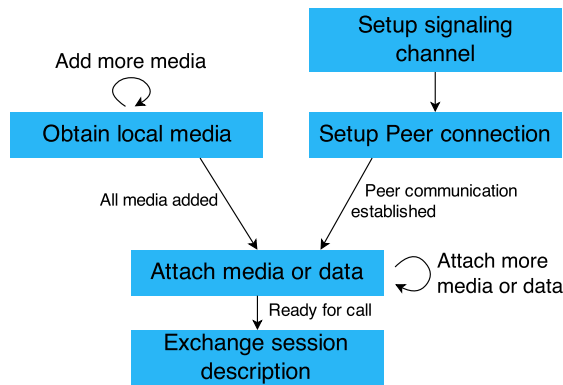 Setup signaling
channel
Add more media
Obtain local media
Setup Peer connection
All media added
Peer communication
established
Attach media or data
Attach more
media or data
Ready for call
Exchange session
description